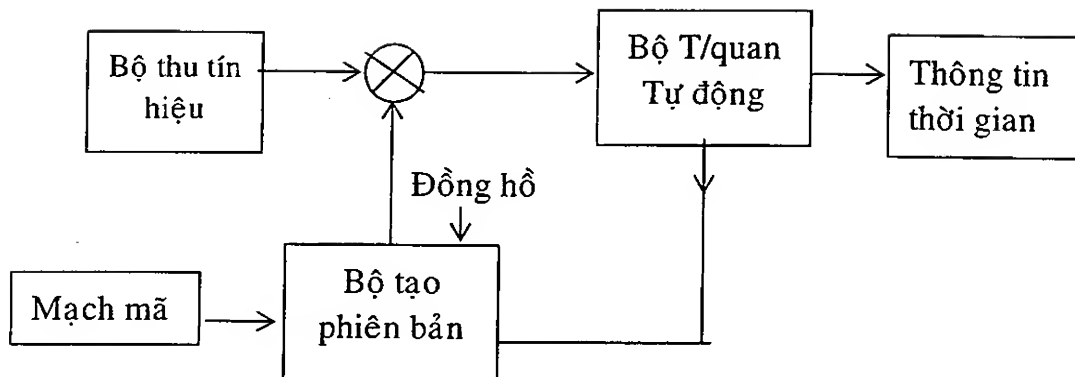 Bộ thu tín
hiệu
Bộ T/quan
Tự động
Thông tin
thời gian
Đồng hồ
Mạch mã
Bộ tạo
phiên bản